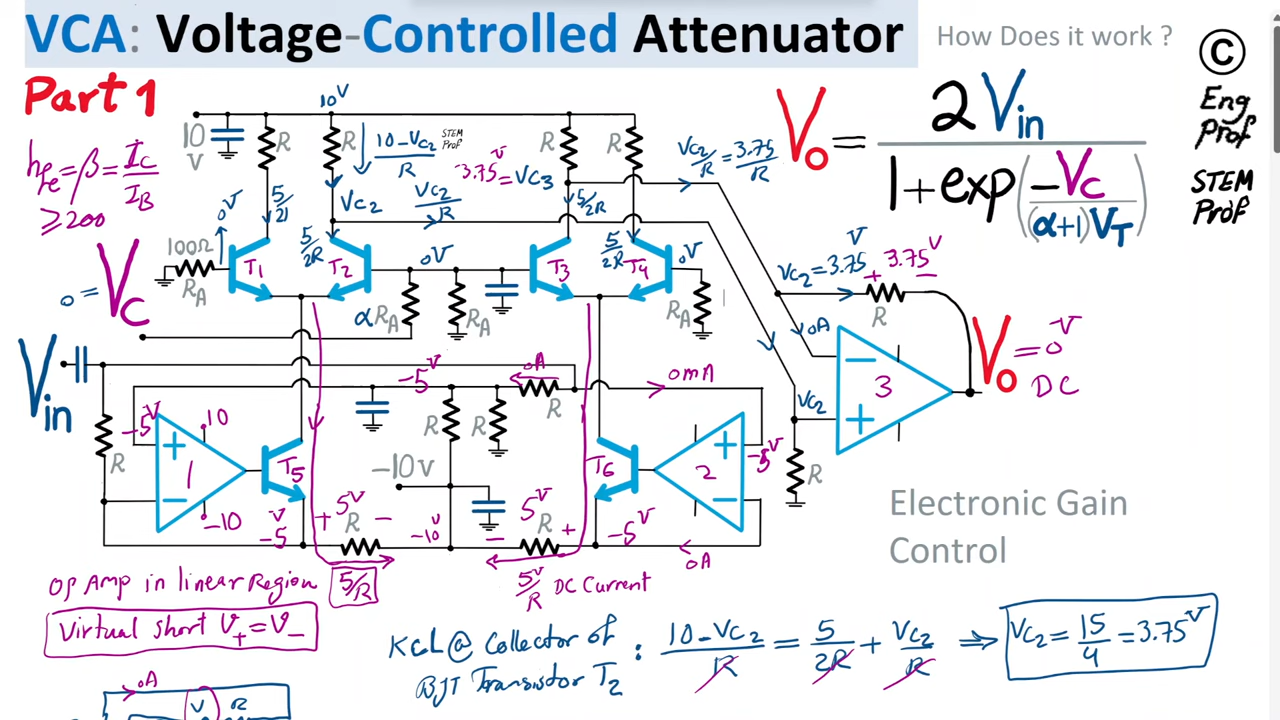 VCA: Voltage-Controlled Attenuator
How Does it work ?
©
Eng
Prof
STEM
Prof
Part 1
hfe = β = IC/IB
≥ 200
Vo = 2Vin / 1 + exp(-VC / (α+1)VT)
10V
10
V
R
R
R
R
10-VC2/R
STEM
Prof
-3.75V = VC3
VC2/R = 3.75/R
VC2
VC2/R
0V
5/2R
5/2R
5/2R
100Ω
RA
T1
T2
0V
T3
T4
0V
αRA
RA
RA
0 = VC
VC2 = 3.75V
+ 3.75V -
R
0A
Vo = 0V
DC
3
VC2
R
Vin
-5V
0A
R
0mA
-5V
10
1
-10
R
T5
R
R
-10V
T6
2
-5V
-5V
+ 5V -
R
-10V
5V
- R +
-5V
0A
5/R
5V/R DC Current
Electronic Gain
Control
OP Amp in linear Region
Virtual short V+ = V-
KCL @ Collector of
BJT Transistor T2
: 10-VC2/R = 5/2R + VC2/R ⇒ VC2 = 15/4 = 3.75V
0A
V R